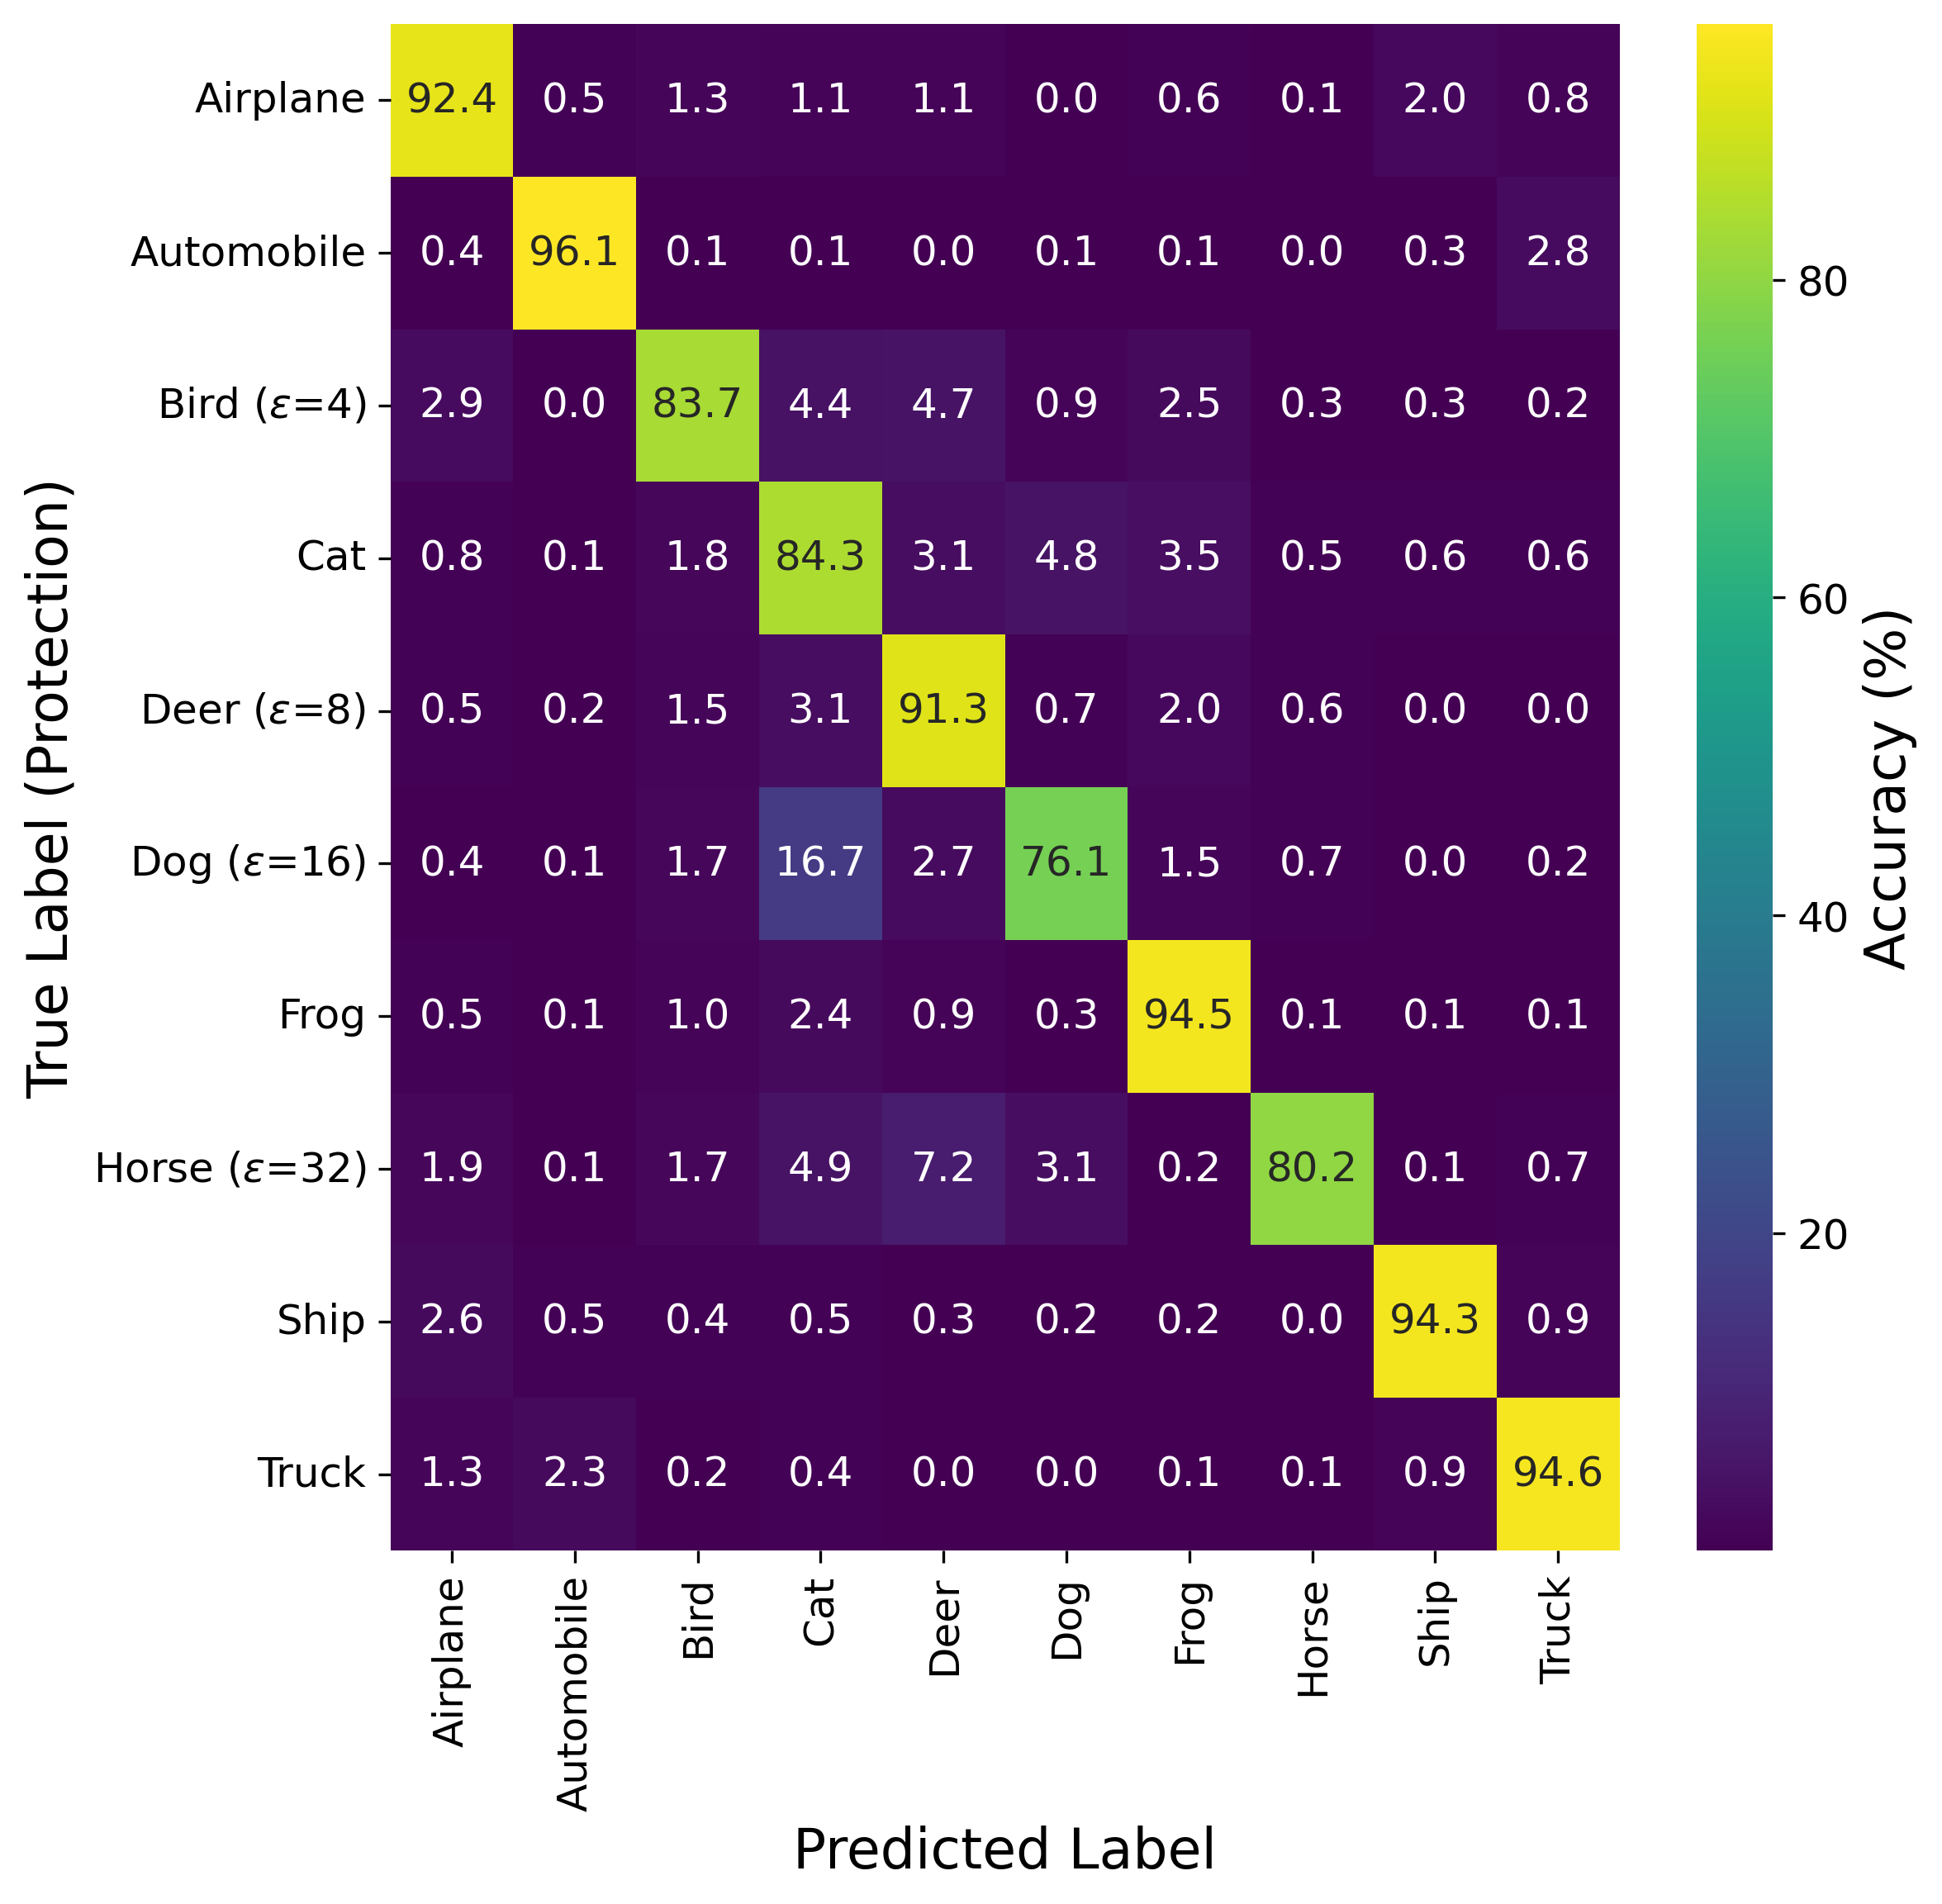 Airplane 92.4 0.5 1.3 1.1 1.1 0.0 0.6 0.1 2.0 0.8
Automobile 0.4 96.1 0.1 0.1 0.0 0.1 0.1 0.0 0.3 2.8
Bird (ε=4) 2.9 0.0 83.7 4.4 4.7 0.9 2.5 0.3 0.3 0.2
Cat 0.8 0.1 1.8 84.3 3.1 4.8 3.5 0.5 0.6 0.6
Deer (ε=8) 0.5 0.2 1.5 3.1 91.3 0.7 2.0 0.6 0.0 0.0
Dog (ε=16) 0.4 0.1 1.7 16.7 2.7 76.1 1.5 0.7 0.0 0.2
Frog 0.5 0.1 1.0 2.4 0.9 0.3 94.5 0.1 0.1 0.1
Horse (ε=32) 1.9 0.1 1.7 4.9 7.2 3.1 0.2 80.2 0.1 0.7
Ship 2.6 0.5 0.4 0.5 0.3 0.2 0.2 0.0 94.3 0.9
Truck 1.3 2.3 0.2 0.4 0.0 0.0 0.1 0.1 0.9 94.6
Airplane Automobile Bird Cat Deer Dog Frog Horse Ship Truck
Predicted Label
True Label (Protection)
80
60
40
20
Accuracy (%)